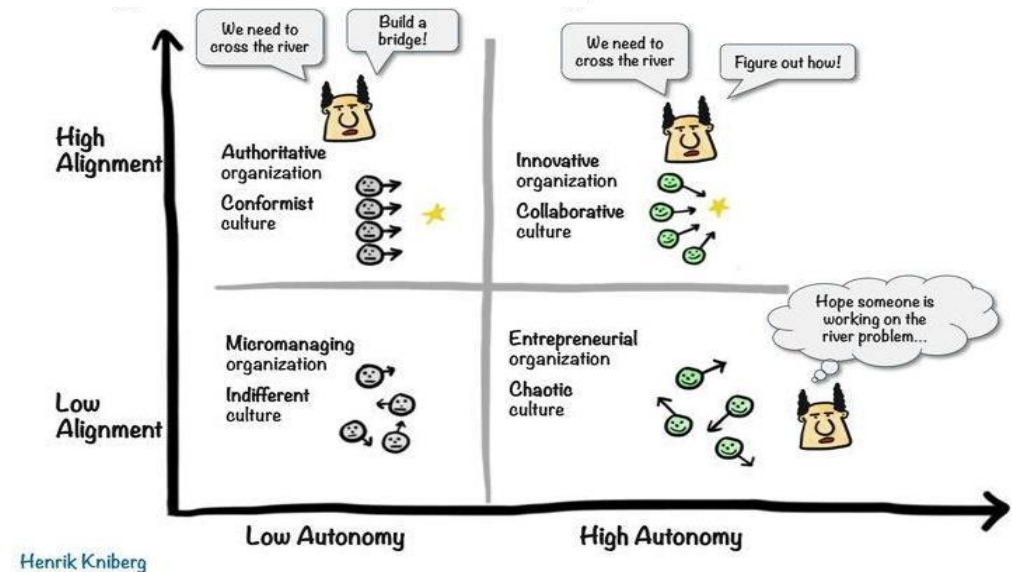 We need to
cross the river
Build a
bridge!
We need to
cross the river
Figure out how!
High
Alignment
Authoritative
organization
Conformist
culture
Innovative
organization
Collaborative
culture
Hope someone is
working on the
river problem...
Low
Alignment
Micromanaging
organization
Indifferent
culture
Entrepreneurial
organization
Chaotic
culture
Low Autonomy
High Autonomy
Henrik Kniberg